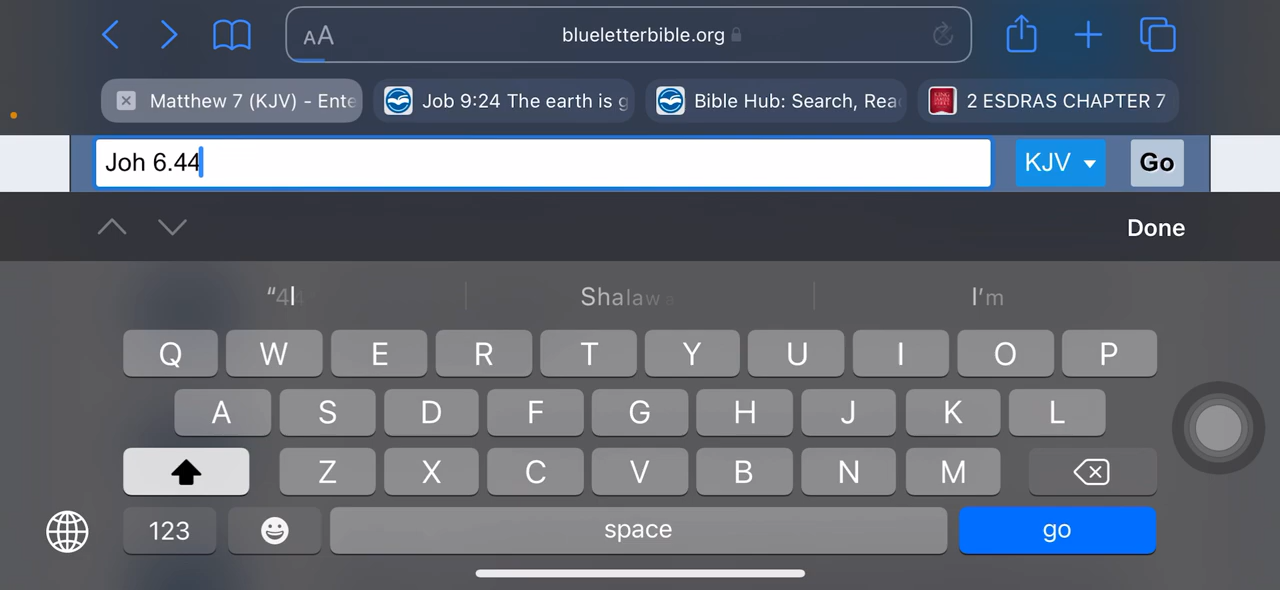 AA blueletterbible.org
Matthew 7 (KJV) - Ente Job 9:24 The earth is g Bible Hub: Search, Rea 2 ESDRAS CHAPTER 7
Joh 6.44 KJV Go
Done
Shalaw I'm
Q W E R T Y U I O P
A S D F G H J K L
Z X C V B N M
123 space go